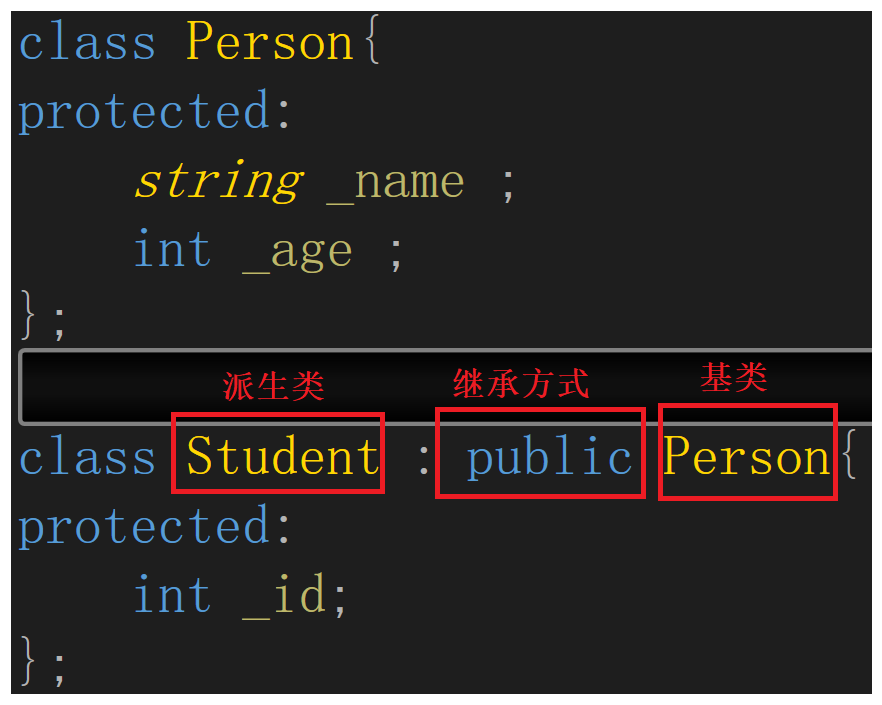 class Person{
protected:
    string _name ;
    int _age ;
};
派生类 继承方式 基类
class Student : public Person{
protected:
    int _id;
};